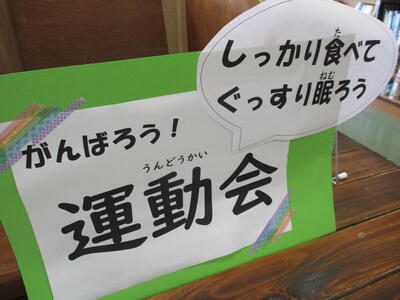 しっかり食べて
ぐっすり眠ろう
がんばろう！
運動会